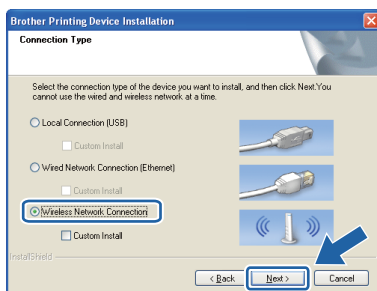 Brother Printing Device Installation
Connection Type
Select the connection type of the device you want to install, and then click Next.You
cannot use the wired and wireless network at a time.
Local Connection (USB)
Custom Install
Wired Network Connection (Ethernet)
Custom Install
Wireless Network Connection
Custom Install
InstallShield
< Back Next > Cancel